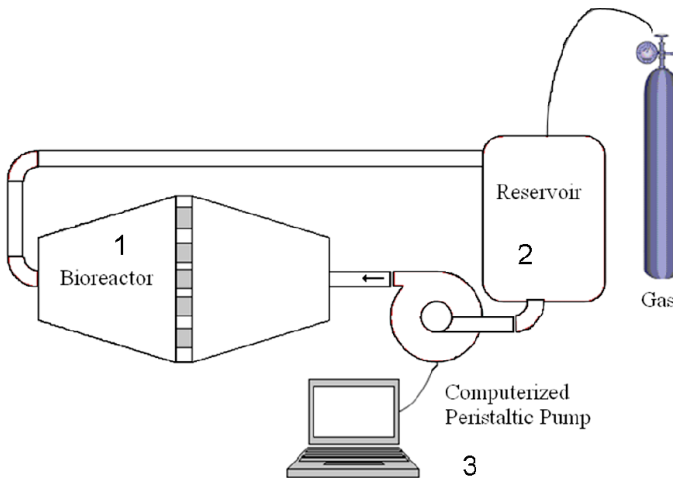 Reservoir
2
1
Bioreactor
Gas
Computerized
Peristaltic Pump
3